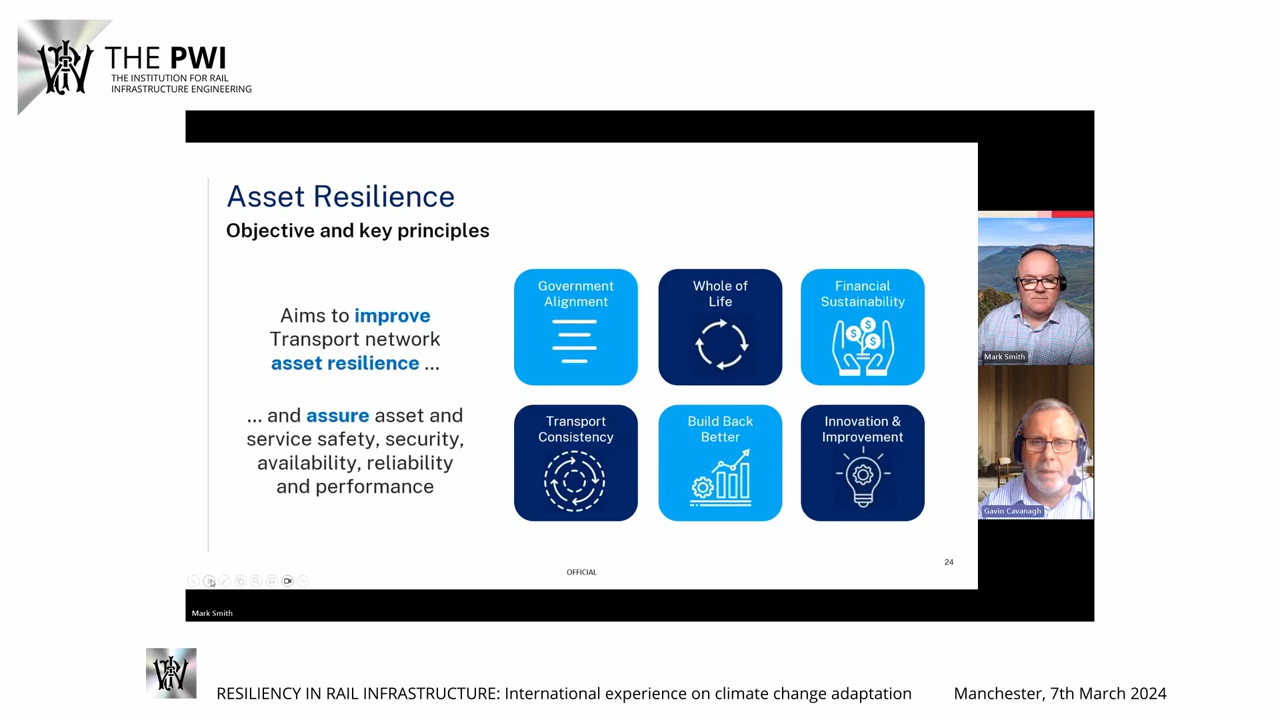 THE PWI
THE INSTITUTION FOR RAIL
INFRASTRUCTURE ENGINEERING
Asset Resilience
Objective and key principles
Aims to improve
Transport network
asset resilience ...
... and assure asset and
service safety, security,
availability, reliability
and performance
Government
Alignment
Whole of
Life
Financial
Sustainability
Transport
Consistency
Build Back
Better
Innovation &
Improvement
OFFICIAL
24
Mark Smith
Gavin Cavanagh
Mark Smith
RESILIENCY IN RAIL INFRASTRUCTURE: International experience on climate change adaptation
Manchester, 7th March 2024